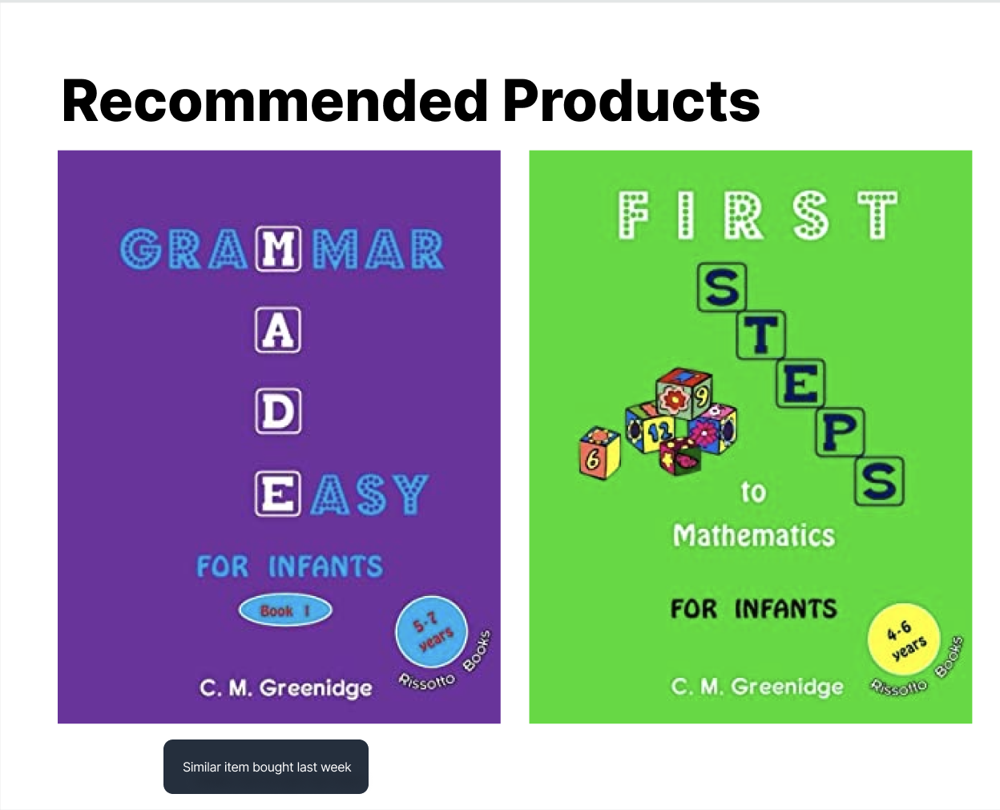 Recommended Products
GRAMMAR
A
D
EASY
FOR INFANTS
Book 1
5-7
years
Rissotto Books
C. M. Greenidge
FIRST
STEPS
9
12
6
to
Mathematics
FOR INFANTS
4-6
years
Rissotto Books
C. M. Greenidge
Similar item bought last week